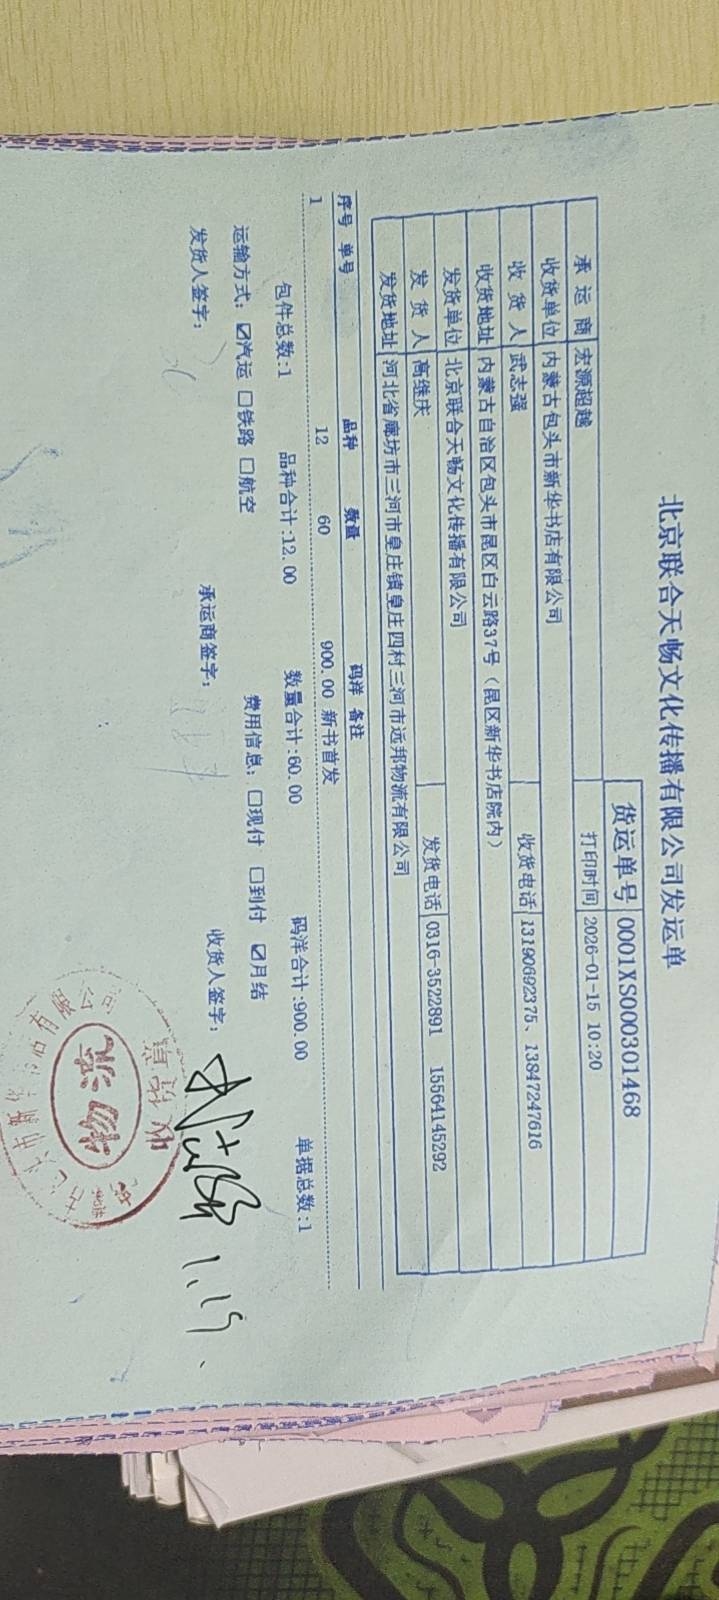 北京联合天畅文化传播有限公司发运单
货运单号 0001XS000301468
承运商 宏源超越 打印时间 2026-01-15 10:20
收货单位 内蒙古包头市新华书店有限公司
收货人 武志强 收货电话 13190692375、13847247616
收货地址 内蒙古自治区包头市昆区白云路37号（昆区新华书店院内）
发货单位 北京联合天畅文化传播有限公司
发货人 高继庆 发货电话 0316-3522891 15564145292
发货地址 河北省廊坊市三河市皇庄镇皇庄四村三河市远邦物流有限公司
序号 单号 品种 数量 码洋 备注
1 12 60 900.00 新书首发
包件总数:1 品种合计:12.00 数量合计:60.00 码洋合计:900.00 单据总数:1
运输方式: ☑汽运 □铁路 □航空 费用信息: □现付 □到付 ☑月结
发货人签字: 承运商签字: 收货人签字: 1.19.
物流